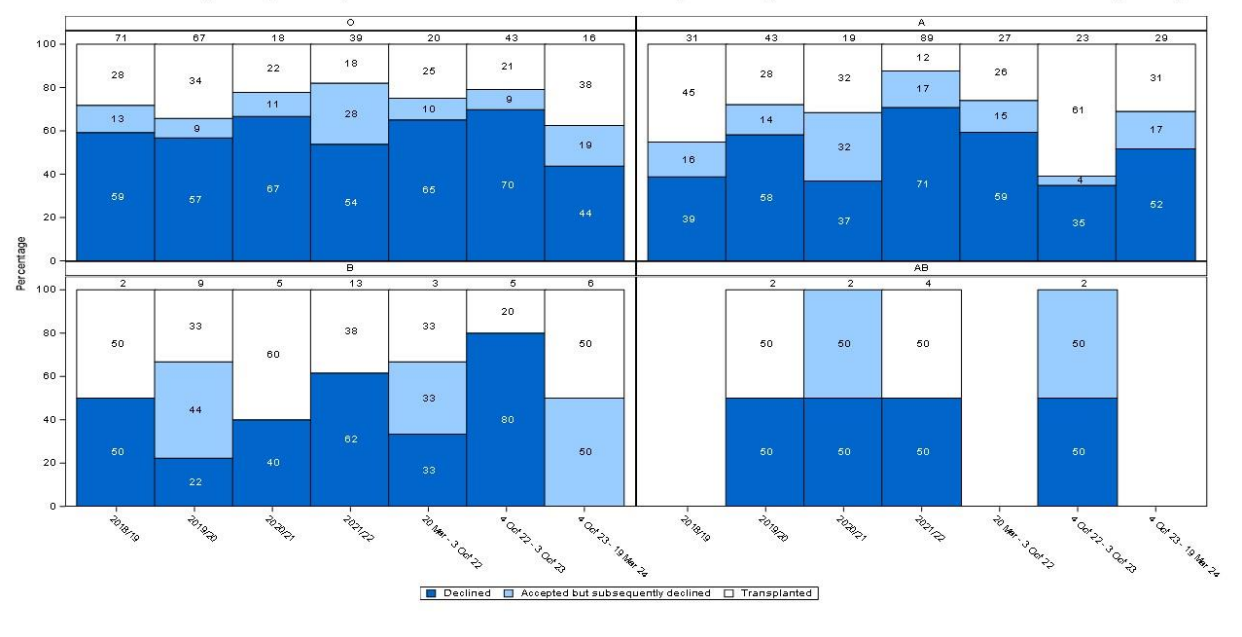 O A
71 67 18 39 20 43 16 31 43 19 89 27 23 29
100
28 34 22 18 25 21 38 45 28 32 12 26 61 31
80
13 9 11 28 10 9 19 16 14 32 17 15 4 17
60
40
59 57 67 54 65 70 44 39 58 37 71 59 35 52
20
0
Percentage
B AB
2 9 5 13 3 5 6 2 2 4 2
100
50 33 60 38 33 20 50 50 50 50 50
80
60
44 33
40
50 22 40 62 33 80 50 50 50 50 50
20
0
2018/19 2019/20 2020/21 2021/22 20 Mar - 3 Oct 22 4 Oct 22 - 3 Oct 23 4 Oct 23 - 19 Mar 24 2018/19 2019/20 2020/21 2021/22 20 Mar - 3 Oct 22 4 Oct 22 - 3 Oct 23 4 Oct 23 - 19 Mar 24
Declined Accepted but subsequently declined Transplanted